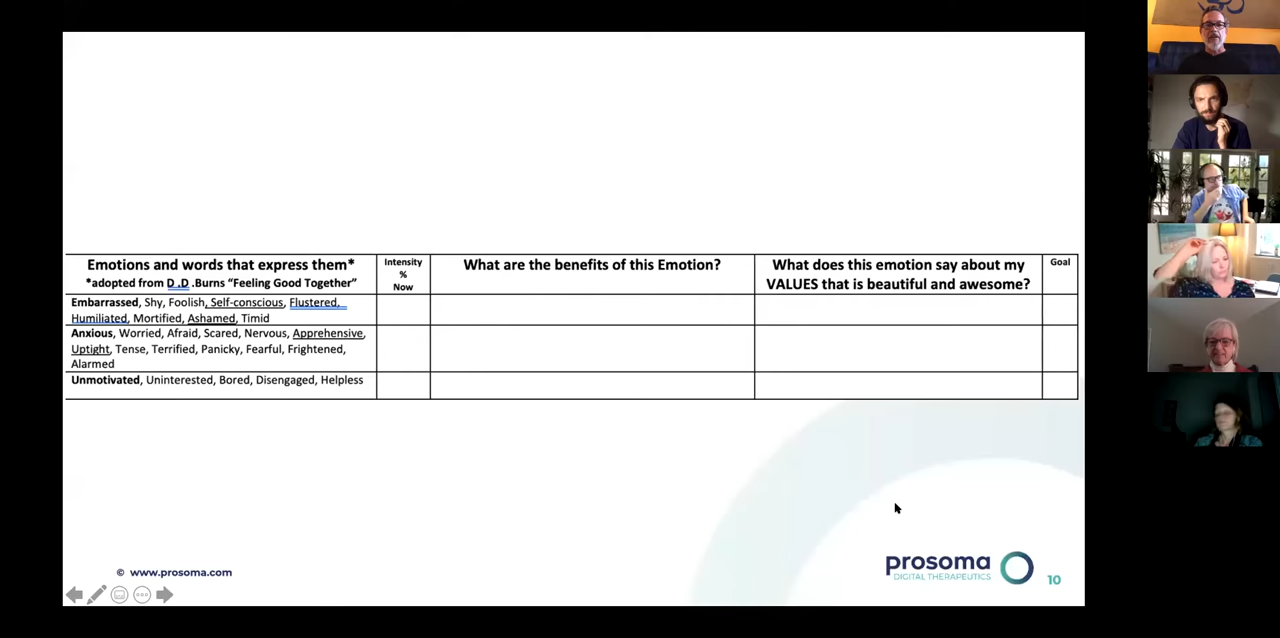 Emotions and words that express them*
*adopted from D .D .Burns “Feeling Good Together”
Intensity
%
Now
What are the benefits of this Emotion?
What does this emotion say about my
VALUES that is beautiful and awesome?
Goal
Embarrassed, Shy, Foolish, Self-conscious, Flustered,
Humiliated, Mortified, Ashamed, Timid
Anxious, Worried, Afraid, Scared, Nervous, Apprehensive,
Uptight, Tense, Terrified, Panicky, Fearful, Frightened,
Alarmed
Unmotivated, Uninterested, Bored, Disengaged, Helpless
© www.prosoma.com
prosoma
DIGITAL THERAPEUTICS
10